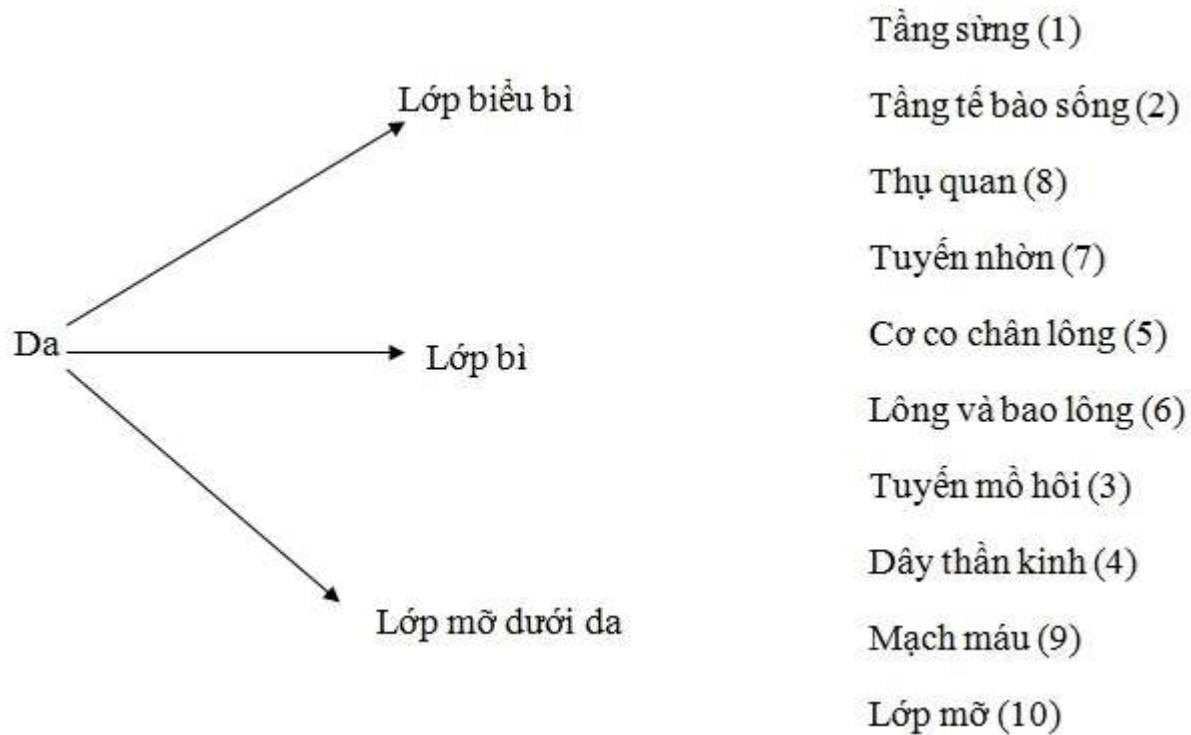 Tầng sừng (1)
Lớp biểu bì
Tầng tế bào sống (2)
Thụ quan (8)
Tuyến nhờn (7)
Da
Lớp bì
Cơ co chân lông (5)
Lông và bao lông (6)
Tuyến mồ hôi (3)
Dây thần kinh (4)
Lớp mỡ dưới da
Mạch máu (9)
Lớp mỡ (10)